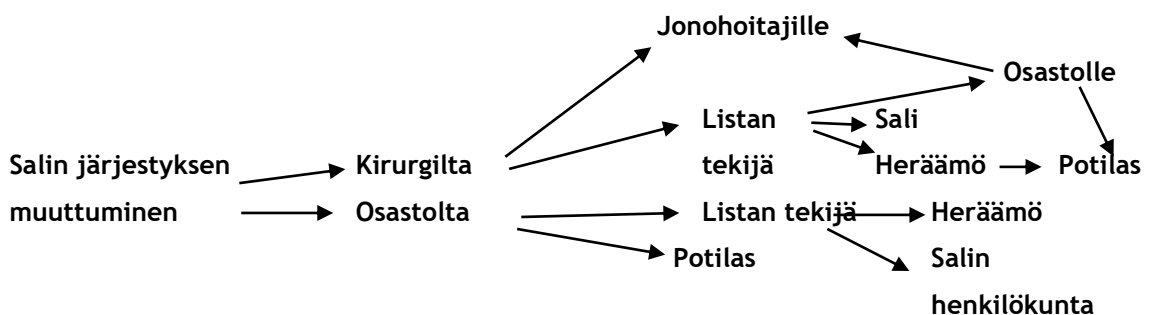 Jonohoitajille
Osastolle
Listan Sali
Salin järjestyksen Kirurgilta tekijä Heräämö Potilas
muuttuminen Osastolta Listan tekijä Heräämö
Potilas Salin
henkilökunta